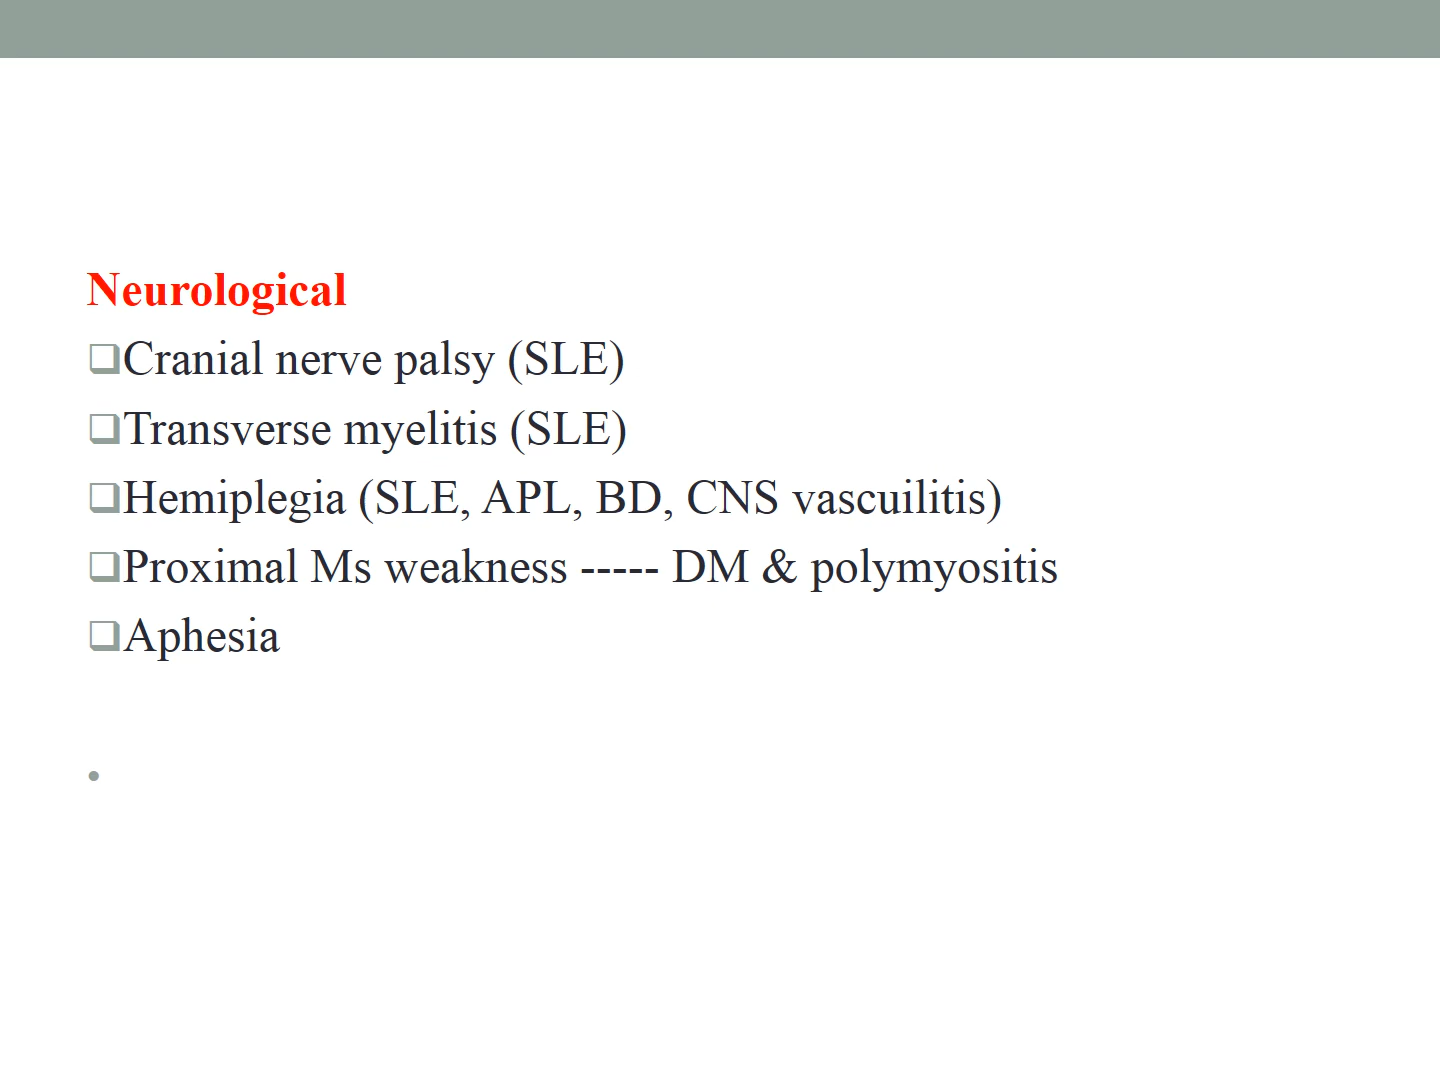 Neurological
❑Cranial nerve palsy (SLE)
❑Transverse myelitis (SLE)
❑Hemiplegia (SLE, APL, BD, CNS vascuilitis)
❑Proximal Ms weakness ----- DM & polymyositis
❑Aphesia
•